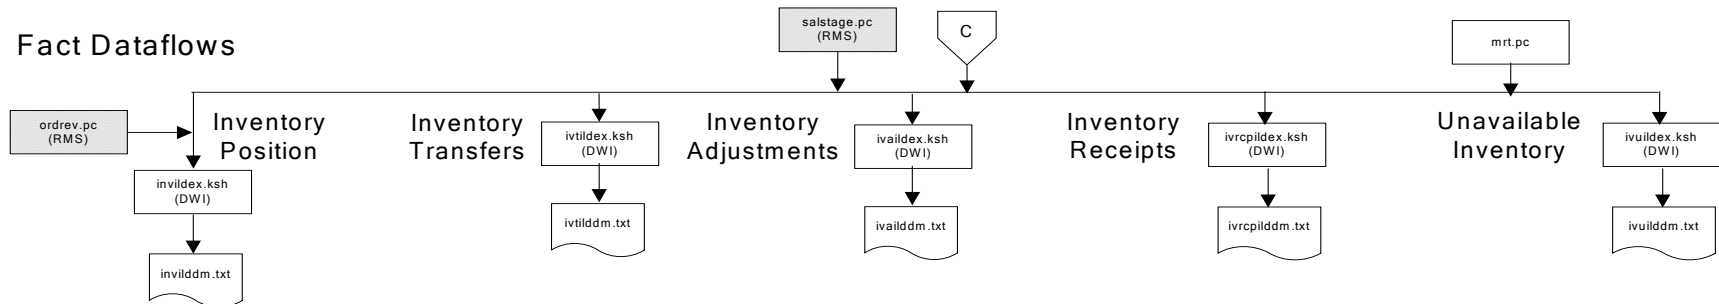 salstage.pc
(RMS)
C
Fact Dataflows
mrt.pc
ordrev.pc
(RMS)
Inventory
Position
Inventory
Transfers
ivtildex.ksh
(DWI)
Inventory
Adjustments
ivaildex.ksh
(DWI)
Inventory
Receipts
ivrcpildex.ksh
(DWI)
Unavailable
Inventory
ivuildex.ksh
(DWI)
invildex.ksh
(DWI)
ivtilddm.txt
ivailddm.txt
ivrcpilddm.txt
ivuilddm.txt
invilddm.txt